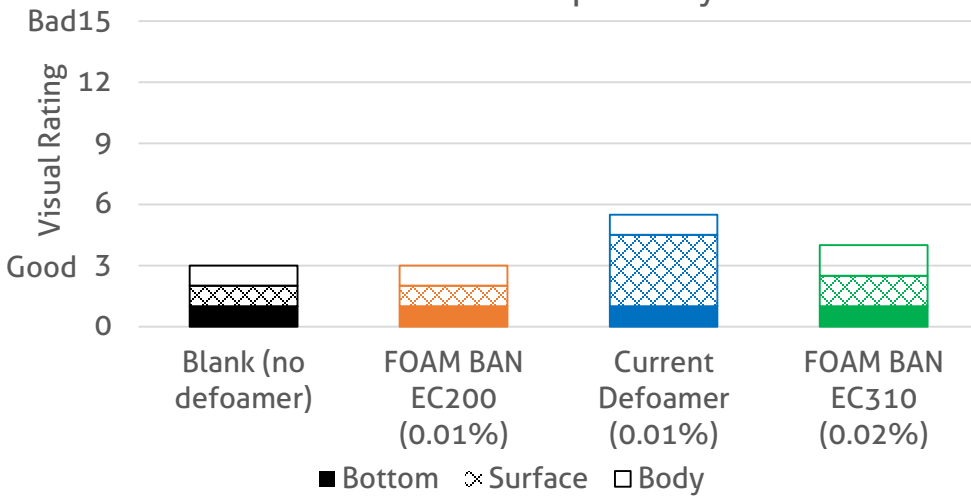 Bad15
12
9
6
Good 3
0
Visual Rating
Blank (no defoamer)
FOAM BAN EC200 (0.01%)
Current Defoamer (0.01%)
FOAM BAN EC310 (0.02%)
Bottom Surface Body